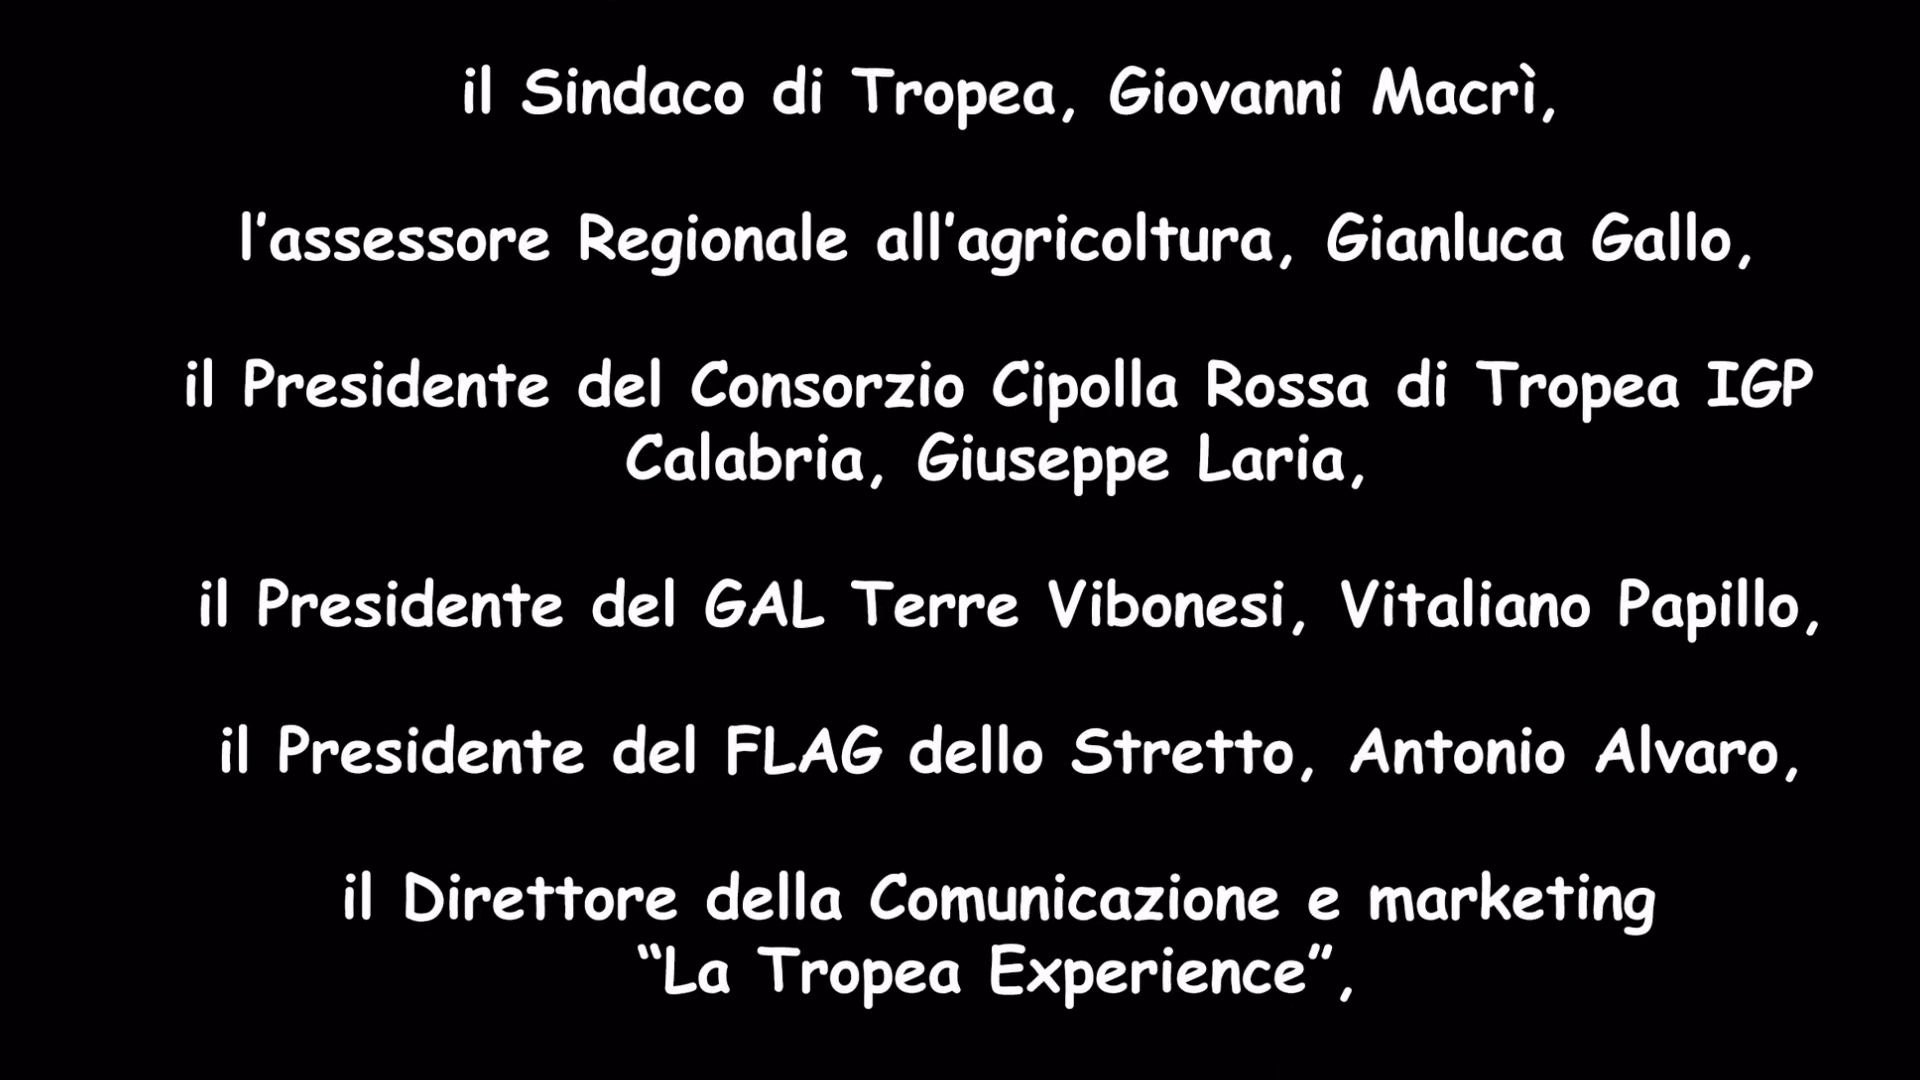 il Sindaco di Tropea, Giovanni Macrì,
l’assessore Regionale all’agricoltura, Gianluca Gallo,
il Presidente del Consorzio Cipolla Rossa di Tropea IGP
Calabria, Giuseppe Laria,
il Presidente del GAL Terre Vibonesi, Vitaliano Papillo,
il Presidente del FLAG dello Stretto, Antonio Alvaro,
il Direttore della Comunicazione e marketing
“La Tropea Experience”,